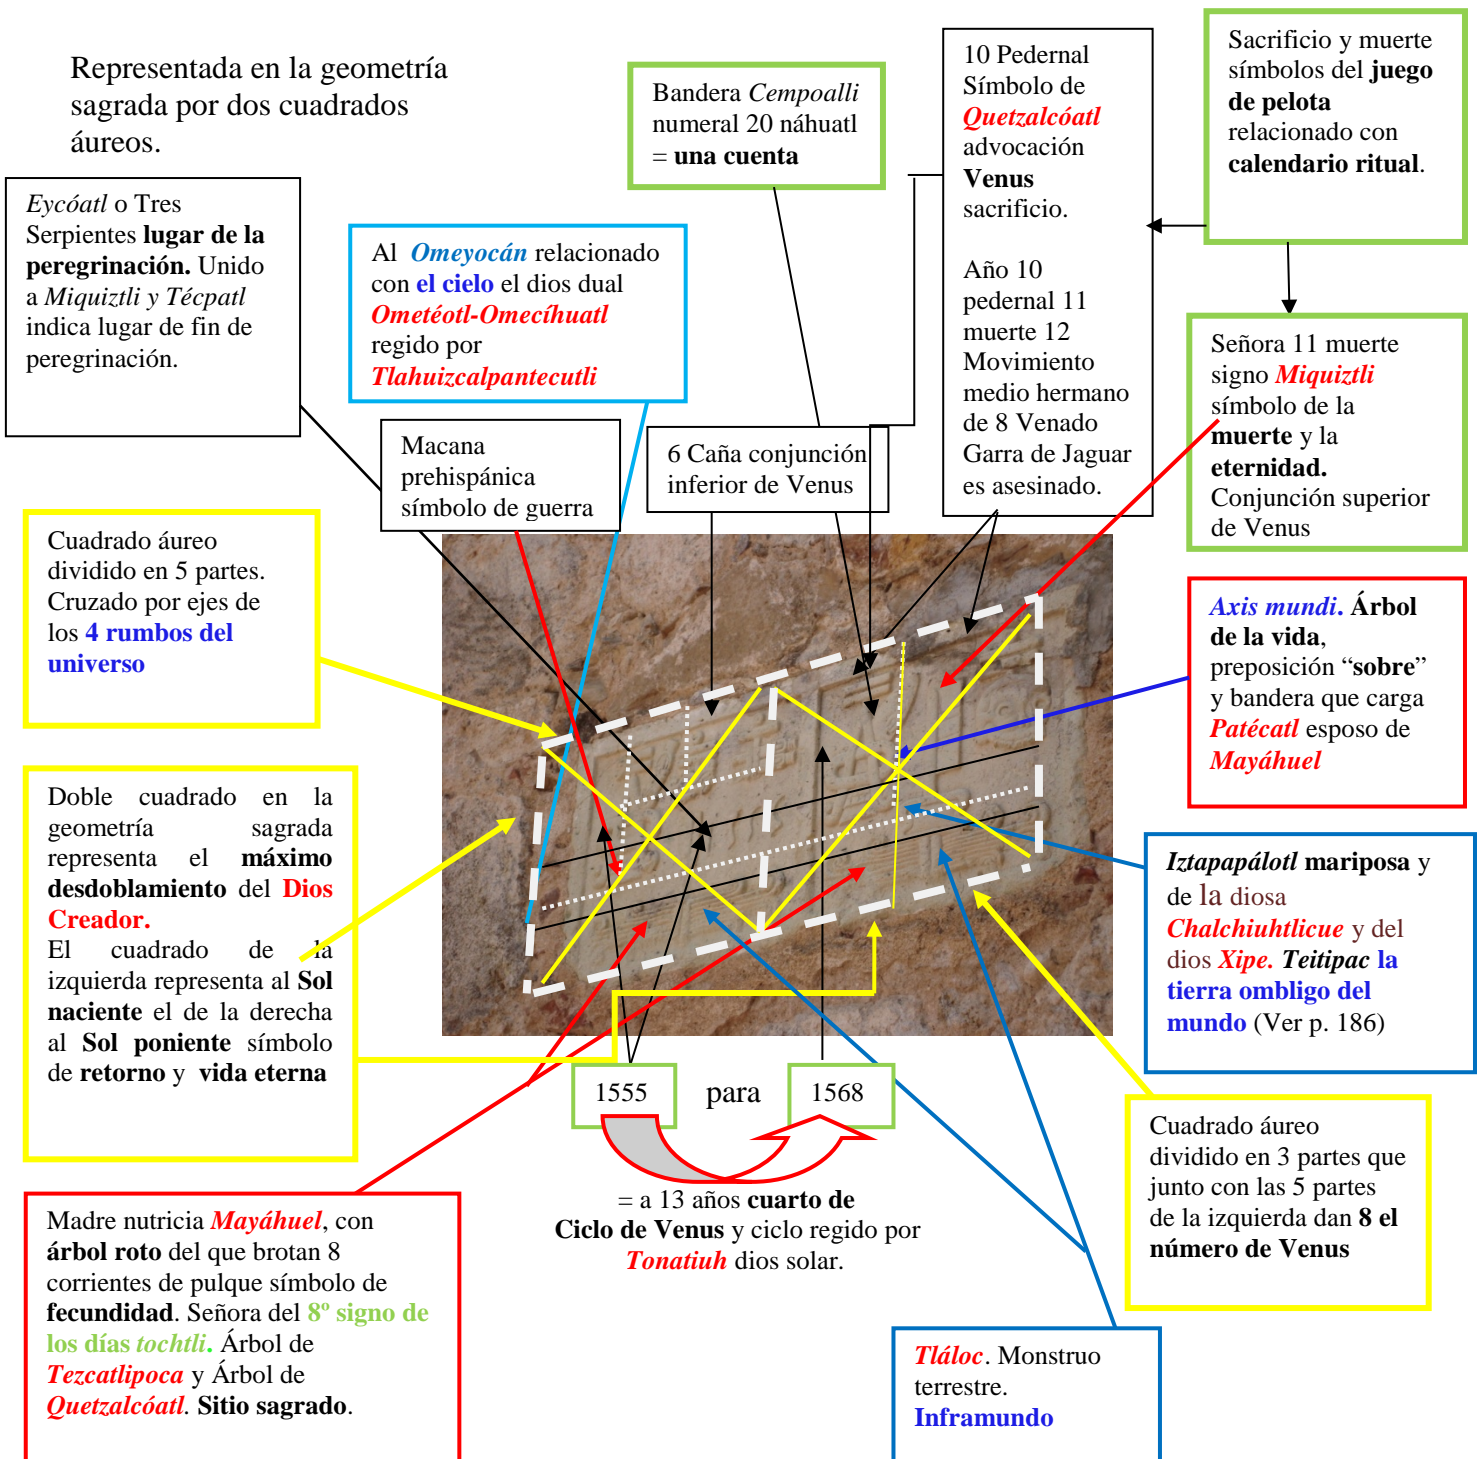 Representada en la geometría
sagrada por dos cuadrados
áureos.
Eycóatl o Tres
Serpientes lugar de la
peregrinación. Unido
a Miquiztli y Técpatl
indica lugar de fin de
peregrinación.
Al Omeyocán relacionado
con el cielo el dios dual
Ometéotl-Omecíhuatl
regido por
Tlahuizcalpantecutli
Bandera Cempoalli
numeral 20 náhuatl
= una cuenta
10 Pedernal
Símbolo de
Quetzalcóatl
advocación
Venus
sacrificio.
Año 10
pedernal 11
muerte 12
Movimiento
medio hermano
de 8 Venado
Garra de Jaguar
es asesinado.
Sacrificio y muerte
símbolos del juego
de pelota
relacionado con
calendario ritual.
Señora 11 muerte
signo Miquiztli
símbolo de la
muerte y la
eternidad.
Conjunción superior
de Venus
Macana
prehispánica
símbolo de guerra
6 Caña conjunción
inferior de Venus
Cuadrado áureo
dividido en 5 partes.
Cruzado por ejes de
los 4 rumbos del
universo
Axis mundi. Árbol
de la vida,
preposición “sobre”
y bandera que carga
Patécatl esposo de
Mayáhuel
Doble cuadrado en la
geometría sagrada
representa el máximo
desdoblamiento del Dios
Creador.
El cuadrado de la
izquierda representa al Sol
naciente el de la derecha
al Sol poniente símbolo
de retorno y vida eterna
Iztapapálotl mariposa y
de la diosa
Chalchiuhtlicue y del
dios Xipe. Teitipac la
tierra ombligo del
mundo (Ver p. 186)
1555 para 1568
= a 13 años cuarto de
Ciclo de Venus y ciclo regido por
Tonatiuh dios solar.
Cuadrado áureo
dividido en 3 partes que
junto con las 5 partes
de la izquierda dan 8 el
número de Venus
Madre nutricia Mayáhuel, con
árbol roto del que brotan 8
corrientes de pulque símbolo de
fecundidad. Señora del 8º signo de
los días tochtli. Árbol de
Tezcatlipoca y Árbol de
Quetzalcóatl. Sitio sagrado.
Tláloc. Monstruo
terrestre.
Inframundo